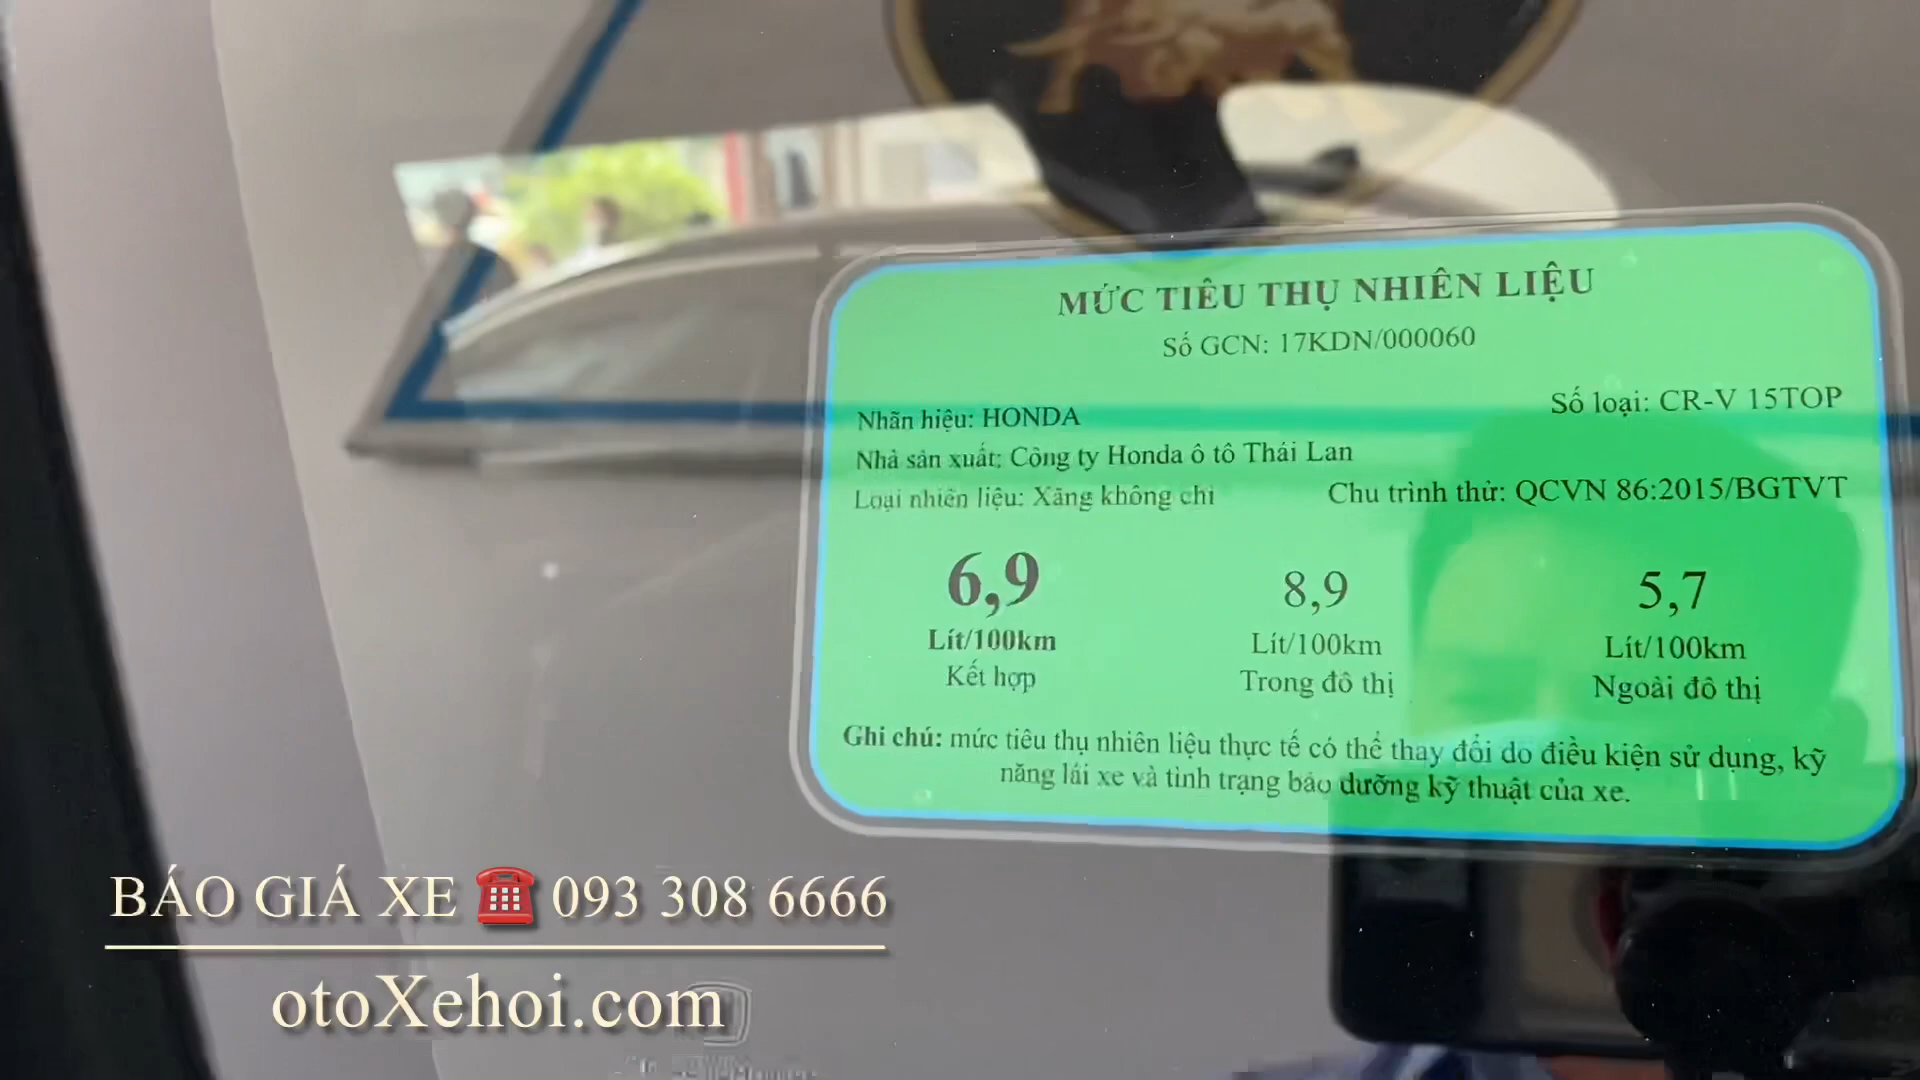 MỨC TIÊU THỤ NHIÊN LIỆU
Số GCN: 17KDN/000060
Nhãn hiệu: HONDA
Số loại: CR-V 15TOP
Nhà sản xuất: Công ty Honda ô tô Thái Lan
Loại nhiên liệu: Xăng không chì
Chu trình thử: QCVN 86:2015/BGTVT
6,9 8,9 5,7
Lít/100km Lít/100km Lít/100km
Kết hợp Trong đô thị Ngoài đô thị
Ghi chú: mức tiêu thụ nhiên liệu thực tế có thể thay đổi do điều kiện sử dụng, kỹ
năng lái xe và tình trạng bảo dưỡng kỹ thuật của xe.
BÁO GIÁ XE ☎ 093 308 6666
otoXehoi.com